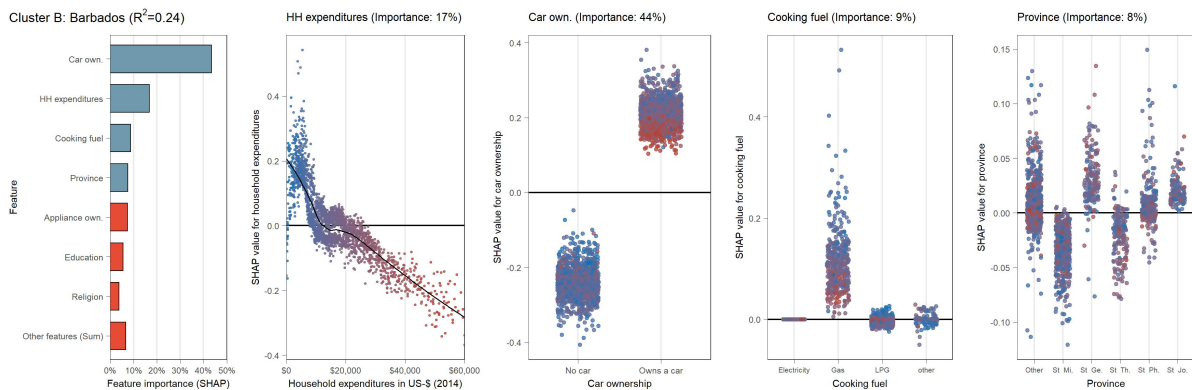 Cluster B: Barbados (R²=0.24)
Feature
Car own.
HH expenditures
Cooking fuel
Province
Appliance own.
Education
Religion
Other features (Sum)
0% 10% 20% 30% 40% 50%
Feature importance (SHAP)
HH expenditures (Importance: 17%)
SHAP value for household expenditures
0.4
0.2
0.0
-0.2
-0.4
$0 $20,000 $40,000 $60,000
Household expenditures in US-$ (2014)
Car own. (Importance: 44%)
SHAP value for car ownership
0.4
0.2
0.0
-0.2
-0.4
No car Owns a car
Car ownership
Cooking fuel (Importance: 9%)
SHAP value for cooking fuel
0.4
0.2
0.0
Electricity Gas LPG other
Cooking fuel
Province (Importance: 8%)
SHAP value for province
0.15
0.10
0.05
0.00
-0.05
-0.10
Other St. Mi. St. Ge. St. Th. St. Ph. St. Jo.
Province